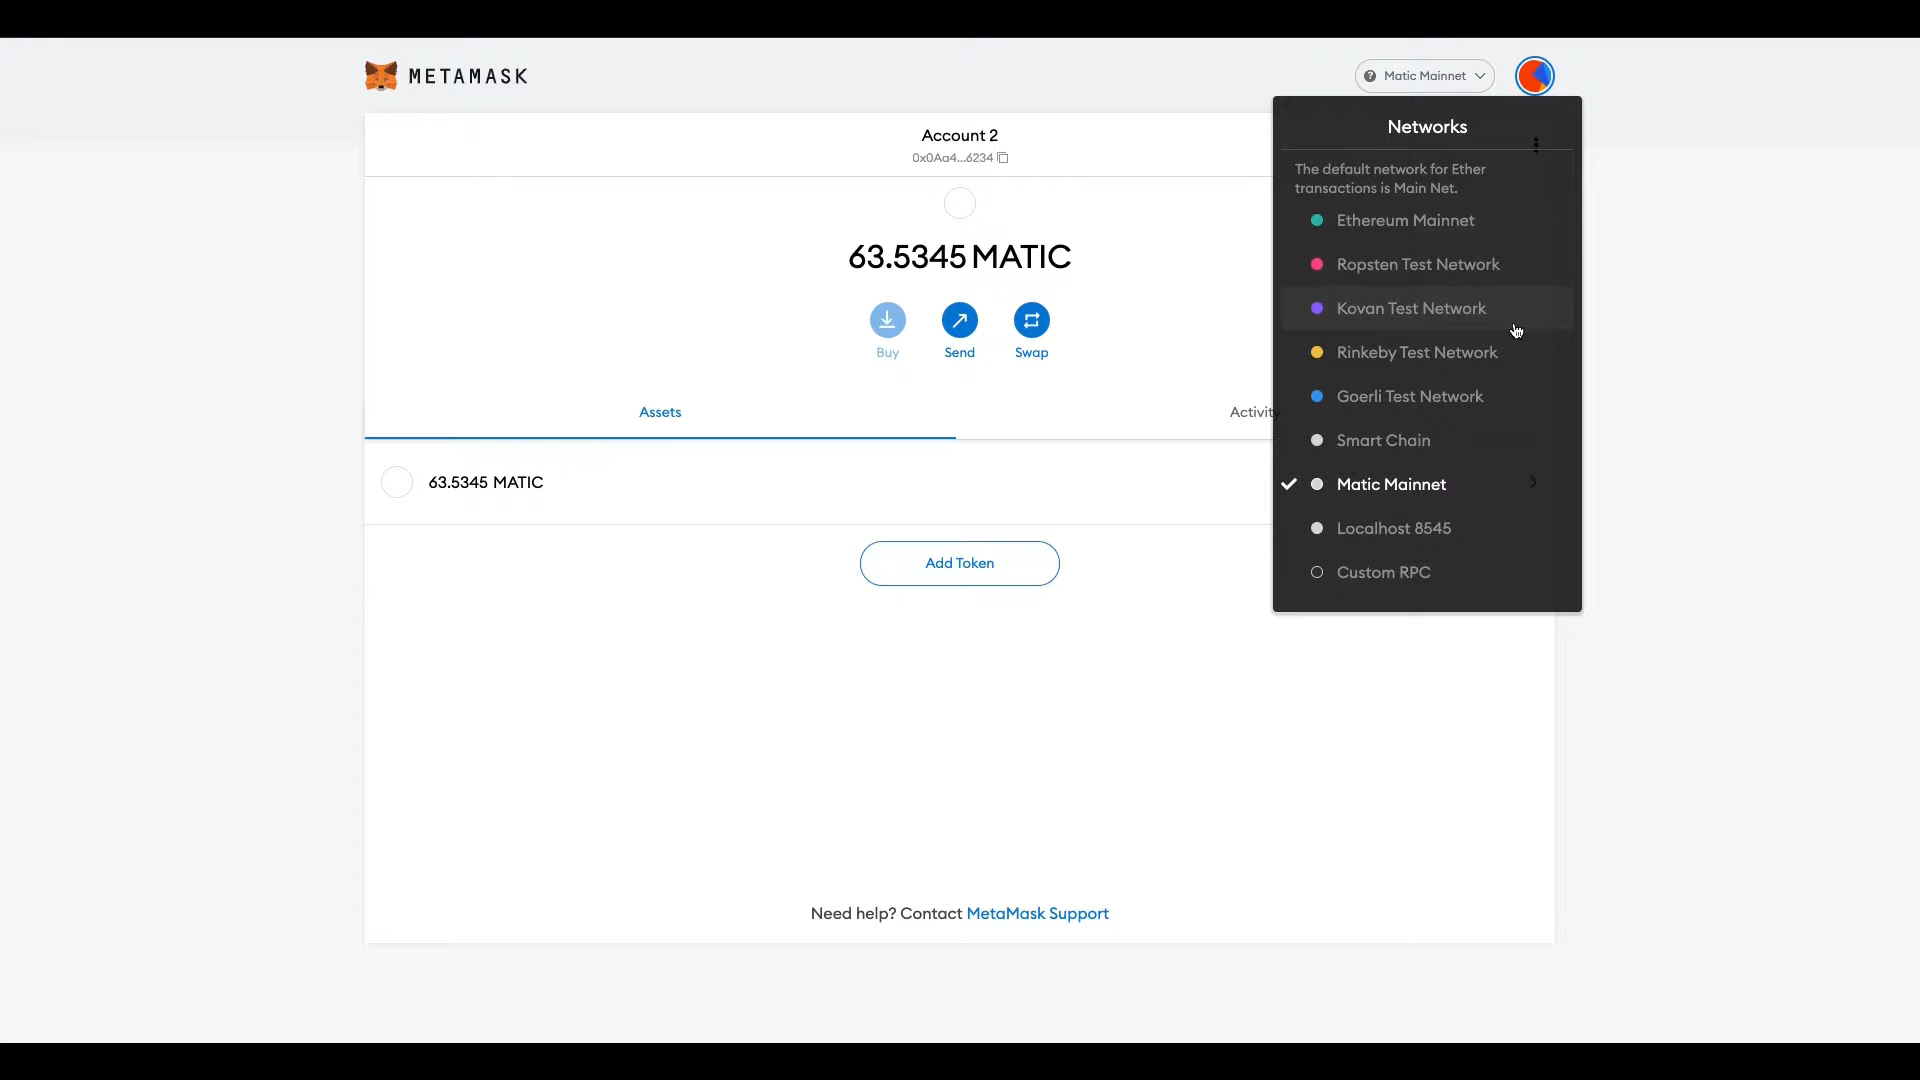 METAMASK
Matic Mainnet
Account 2
0x0Aa4...6234
63.5345 MATIC
Buy
Send
Swap
Assets
Activity
63.5345 MATIC
Add Token
Need help? Contact MetaMask Support
Networks
The default network for Ether
transactions is Main Net.
Ethereum Mainnet
Ropsten Test Network
Kovan Test Network
Rinkeby Test Network
Goerli Test Network
Smart Chain
Matic Mainnet
Localhost 8545
Custom RPC